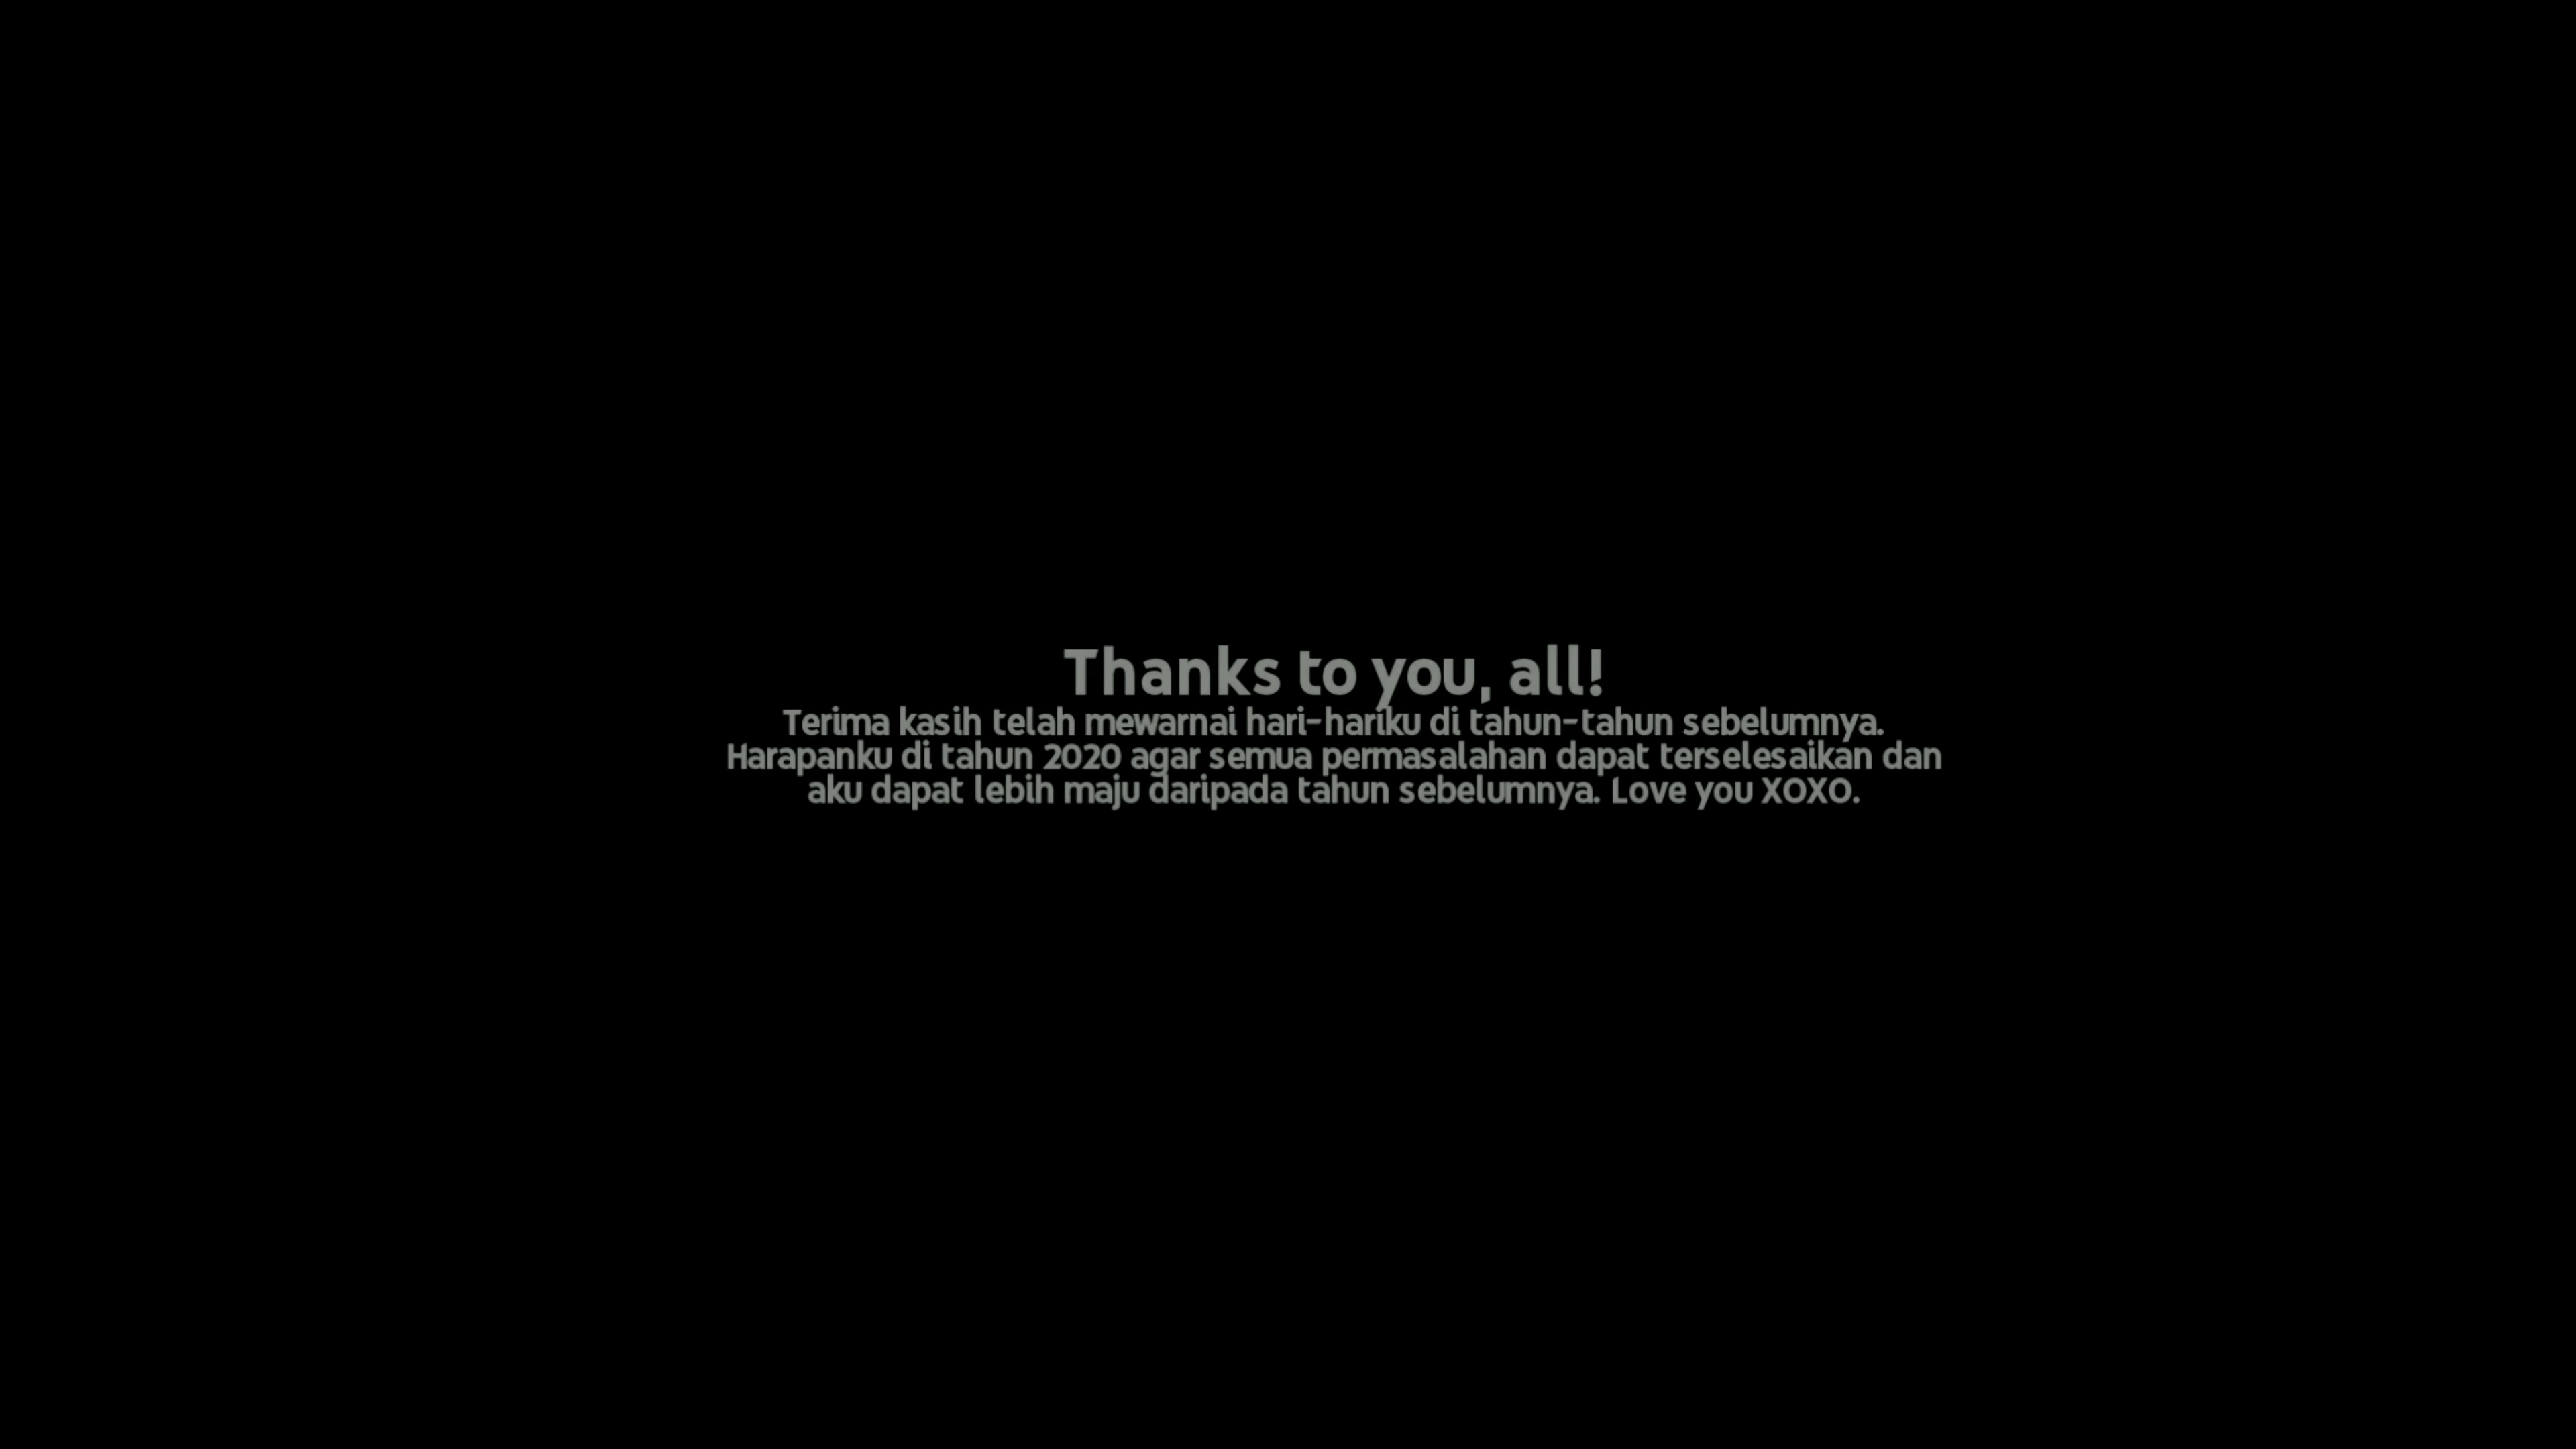 Thanks to you, all!
Terima kasih telah mewarnai hari-hariku di tahun-tahun sebelumnya.
Harapanku di tahun 2020 agar semua permasalahan dapat terselesaikan dan
aku dapat lebih maju daripada tahun sebelumnya. Love you XOXO.